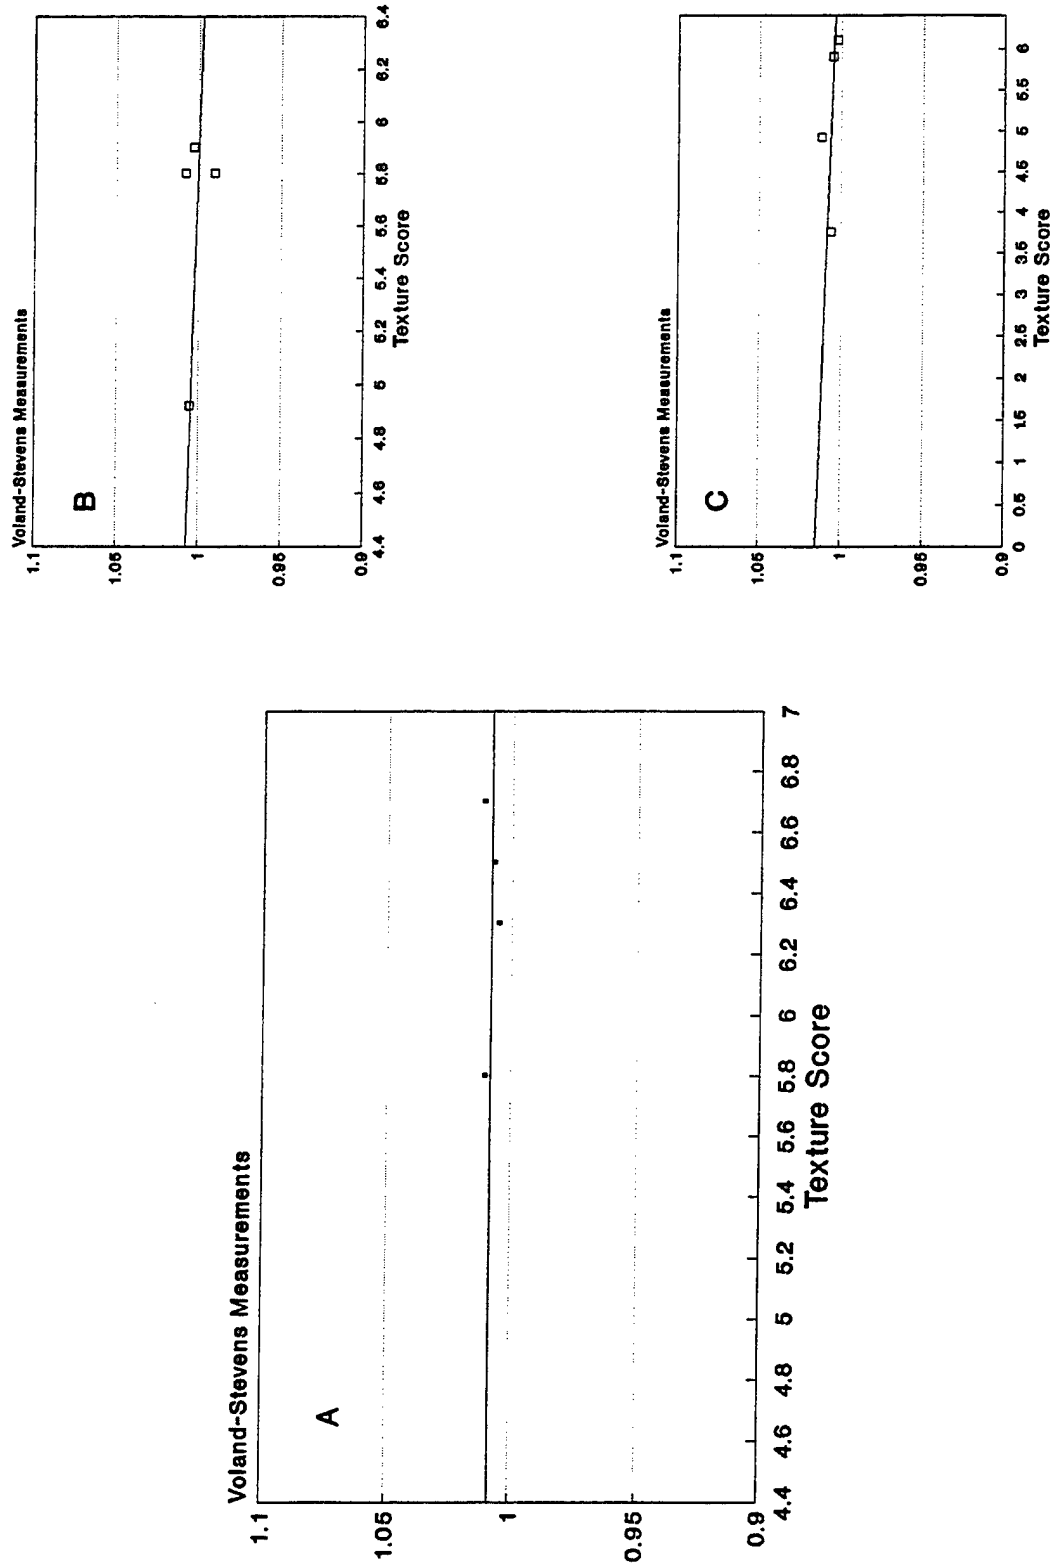 Voland-Stevens Measurements
1.1
A
1.05
1
0.95
0.9
4.4 4.6 4.8 5 5.2 5.4 5.6 5.8 6 6.2 6.4 6.6 6.8 7
Texture Score
Voland-Stevens Measurements
1.1
B
1.05
1
0.95
0.9
4.4 4.6 4.8 5 5.2 5.4 5.6 5.8 6 6.2 6.4
Texture Score
Voland-Stevens Measurements
1.1
C
1.05
1
0.95
0.9
0 0.5 1 1.5 2 2.5 3 3.5 4 4.5 5 5.5 6
Texture Score